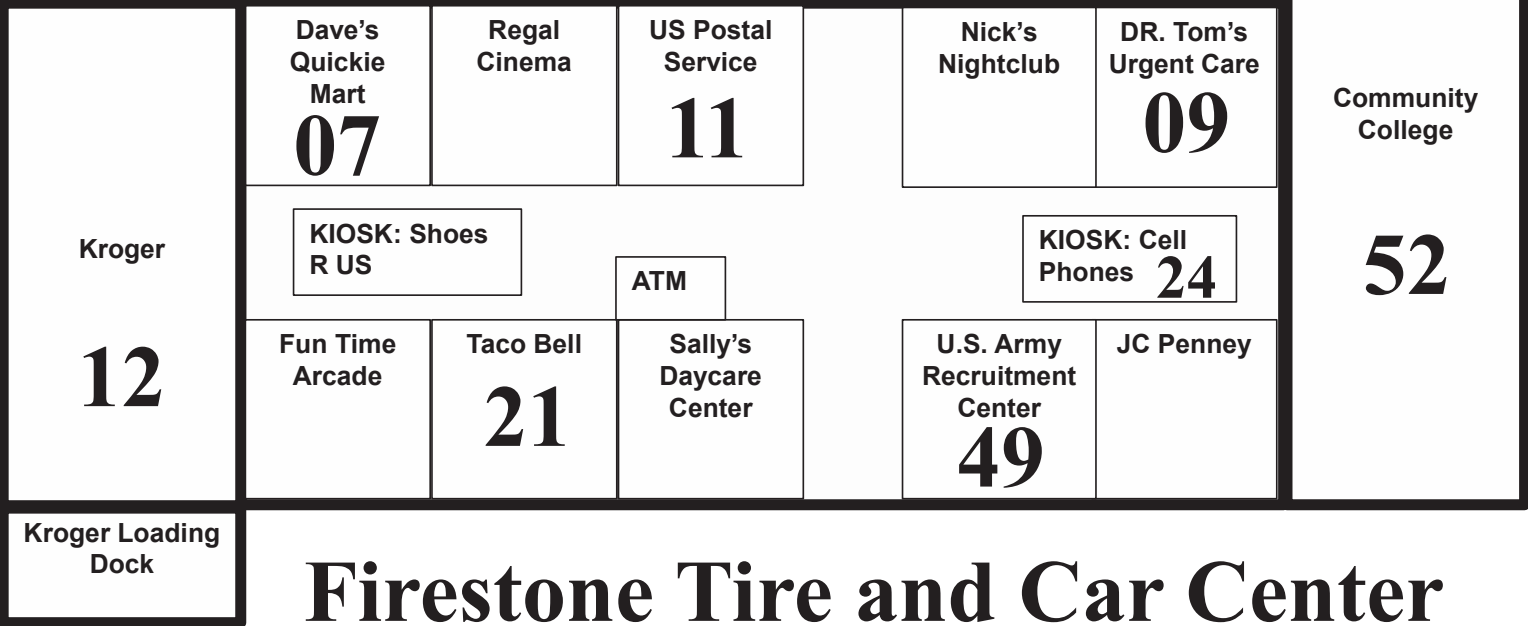 Dave's
Quickie
Mart
07
Regal
Cinema
US Postal
Service
11
Nick's
Nightclub
DR. Tom's
Urgent Care
09
Community
College
52
Kroger
12
KIOSK: Shoes
R US
ATM
KIOSK: Cell
Phones 24
Fun Time
Arcade
Taco Bell
21
Sally's
Daycare
Center
U.S. Army
Recruitment
Center
49
JC Penney
Kroger Loading
Dock
Firestone Tire and Car Center